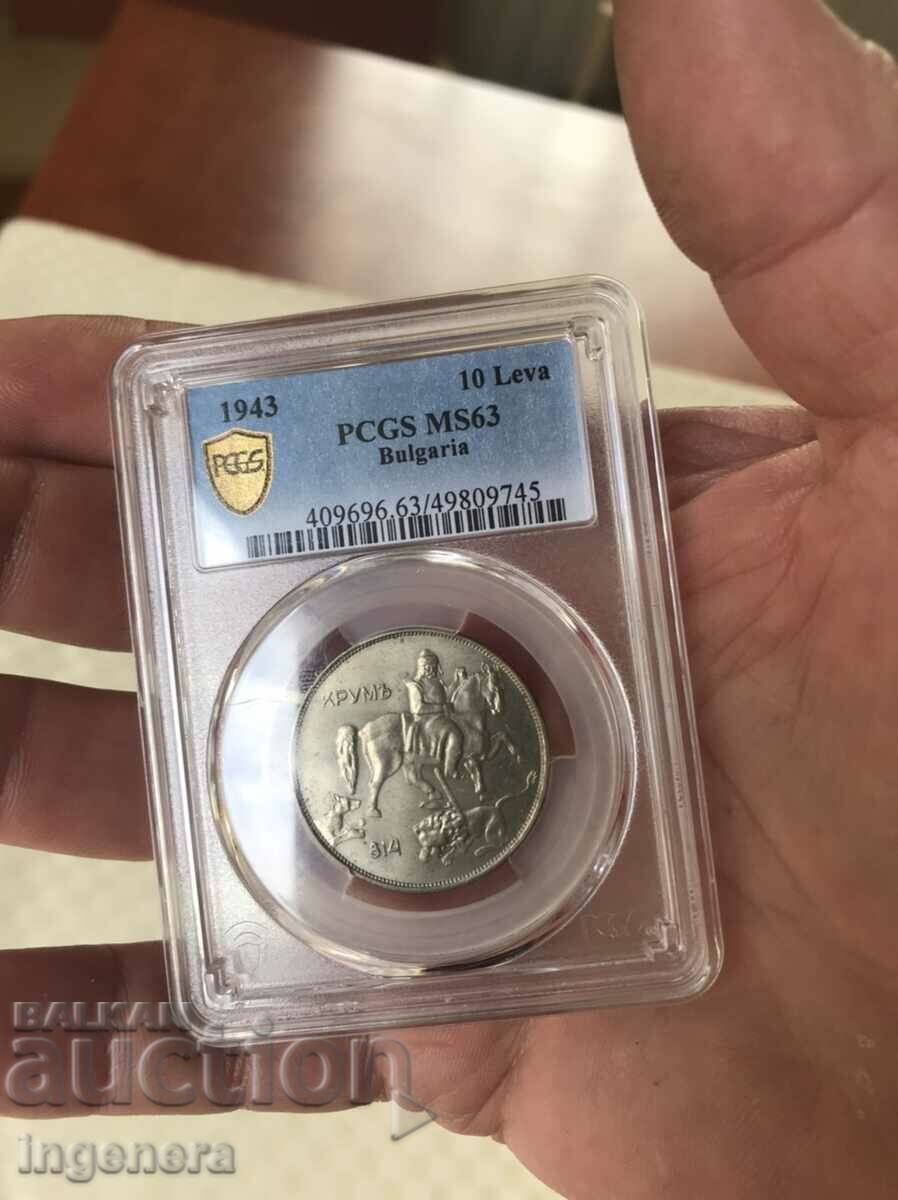 1943
10 Leva
PCGS MS63
Bulgaria
PCGS
409696.63/49809745
КРУМЪ
814
BALKAN
auction
ingenera